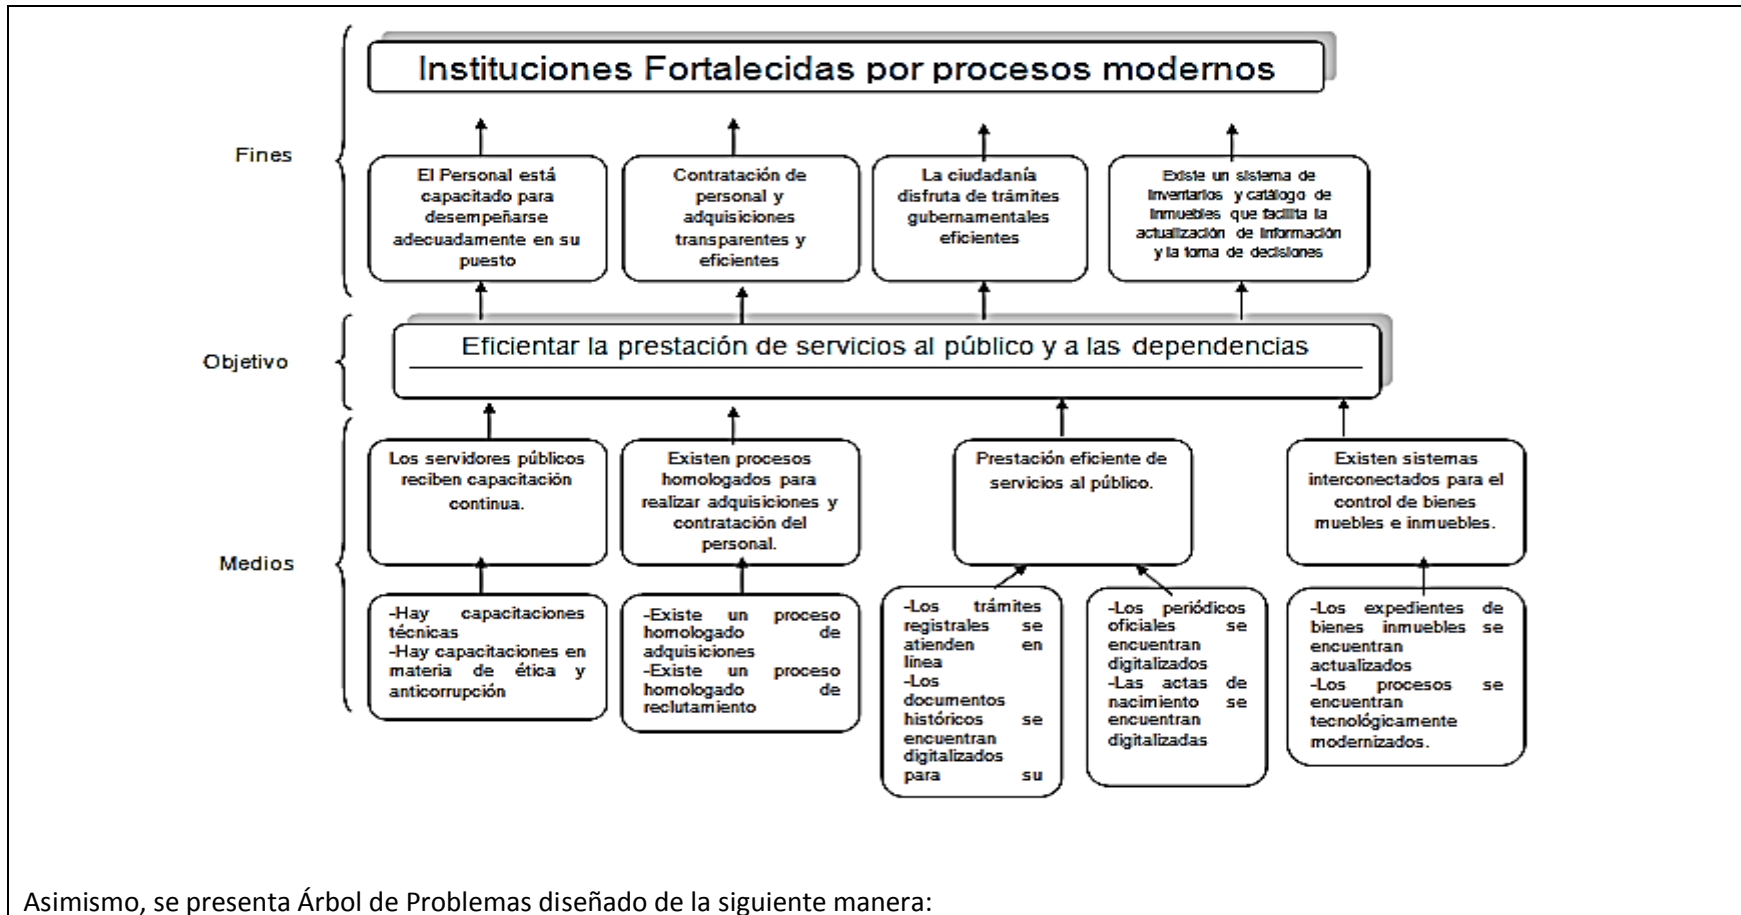 Instituciones Fortalecidas por procesos modernos
Fines
El Personal está
capacitado para
desempeñarse
adecuadamente en su
puesto
Contratación de
personal y
adquisiciones
transparentes y
eficientes
La ciudadanía
disfruta de trámites
gubernamentales
eficientes
Existe un sistema de
Inventarios y catálogo de
Inmuebles que facilita la
actualización de Información
y la toma de decisiones
Objetivo
Eficientar la prestación de servicios al público y a las dependencias
Medios
Los servidores públicos
reciben capacitación
continua.
Existen procesos
homologados para
realizar adquisiciones y
contratación del
personal.
Prestación eficiente de
servicios al público.
Existen sistemas
interconectados para el
control de bienes
muebles e inmuebles.
-Hay capacitaciones
técnicas
-Hay capacitaciones en
materia de ética y
anticorrupción
-Existe un proceso
homologado de
adquisiciones
-Existe un proceso
homologado de
reclutamiento
-Los trámites
registrales se
atienden en
línea
-Los
documentos
históricos se
encuentran
digitalizados
para su
-Los periódicos
oficiales se
encuentran
digitalizados
-Las actas de
nacimiento se
encuentran
digitalizadas
-Los expedientes de
bienes inmuebles se
encuentran
actualizados
-Los procesos se
encuentran
tecnológicamente
modernizados.
Asimismo, se presenta Árbol de Problemas diseñado de la siguiente manera: